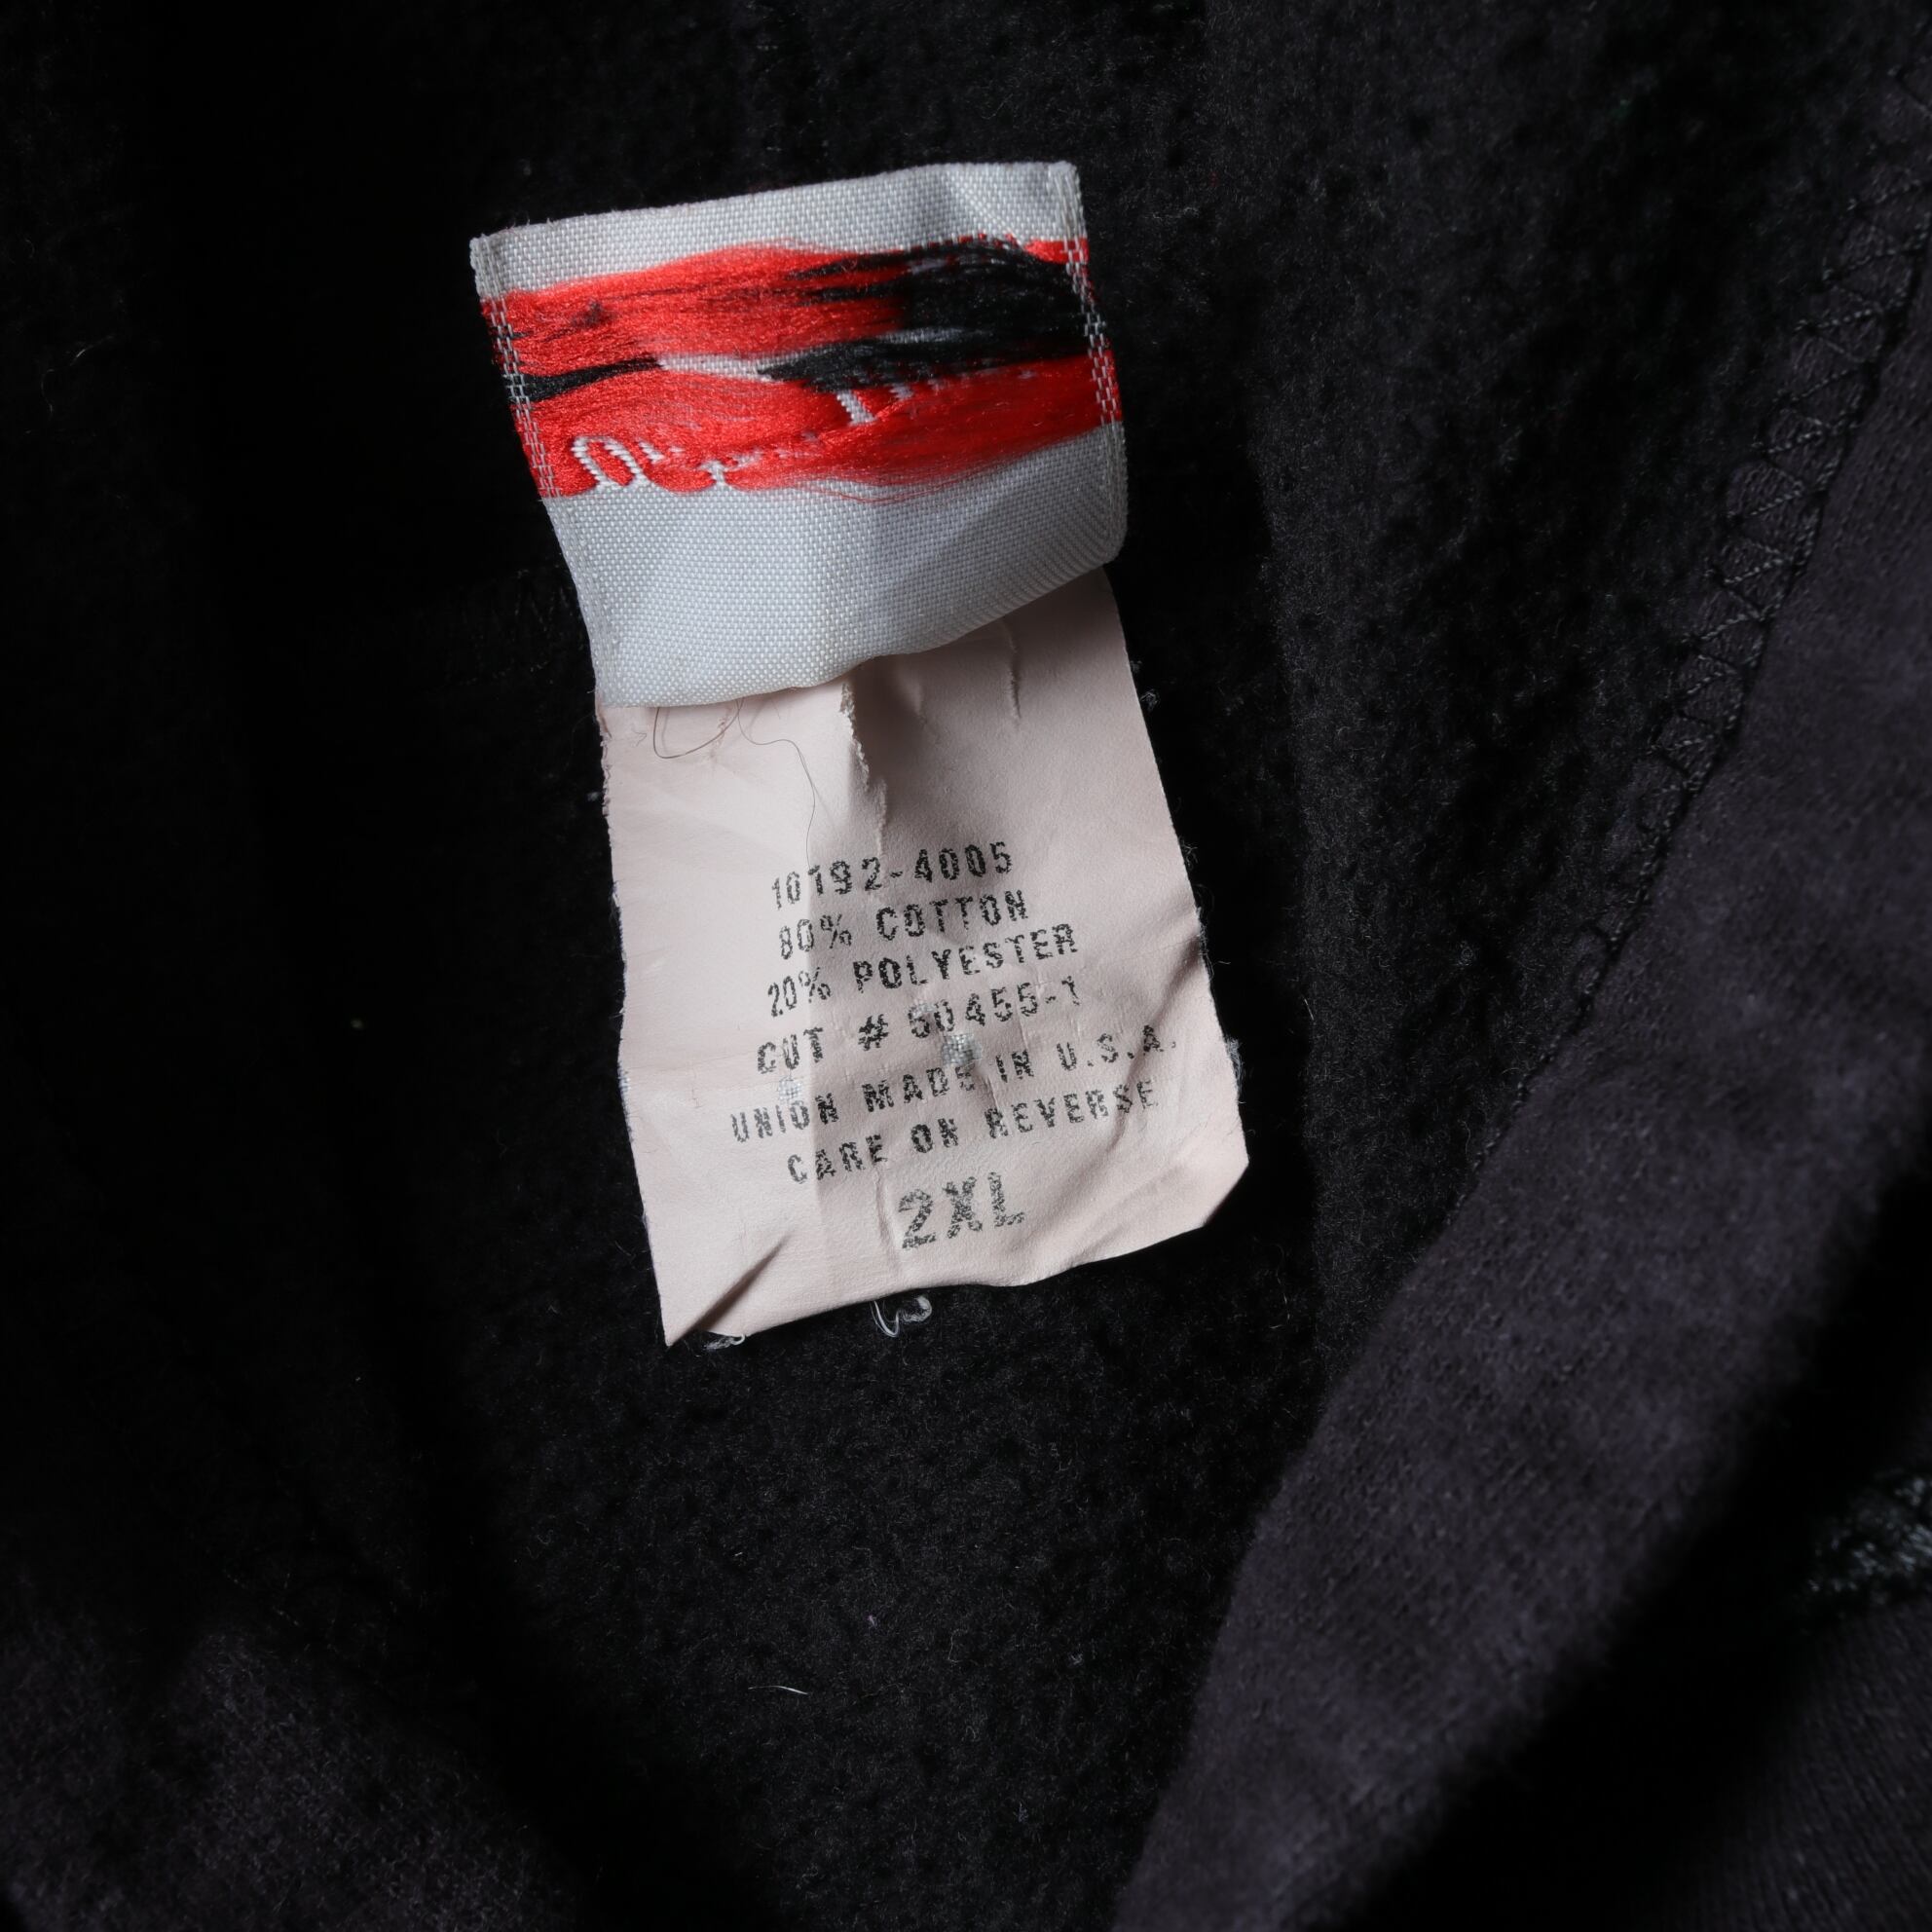 10192-4005
80% COTTON
20% POLYESTER
CUT # 50455-1
UNION MADE IN U.S.A.
CARE ON REVERSE
2XL